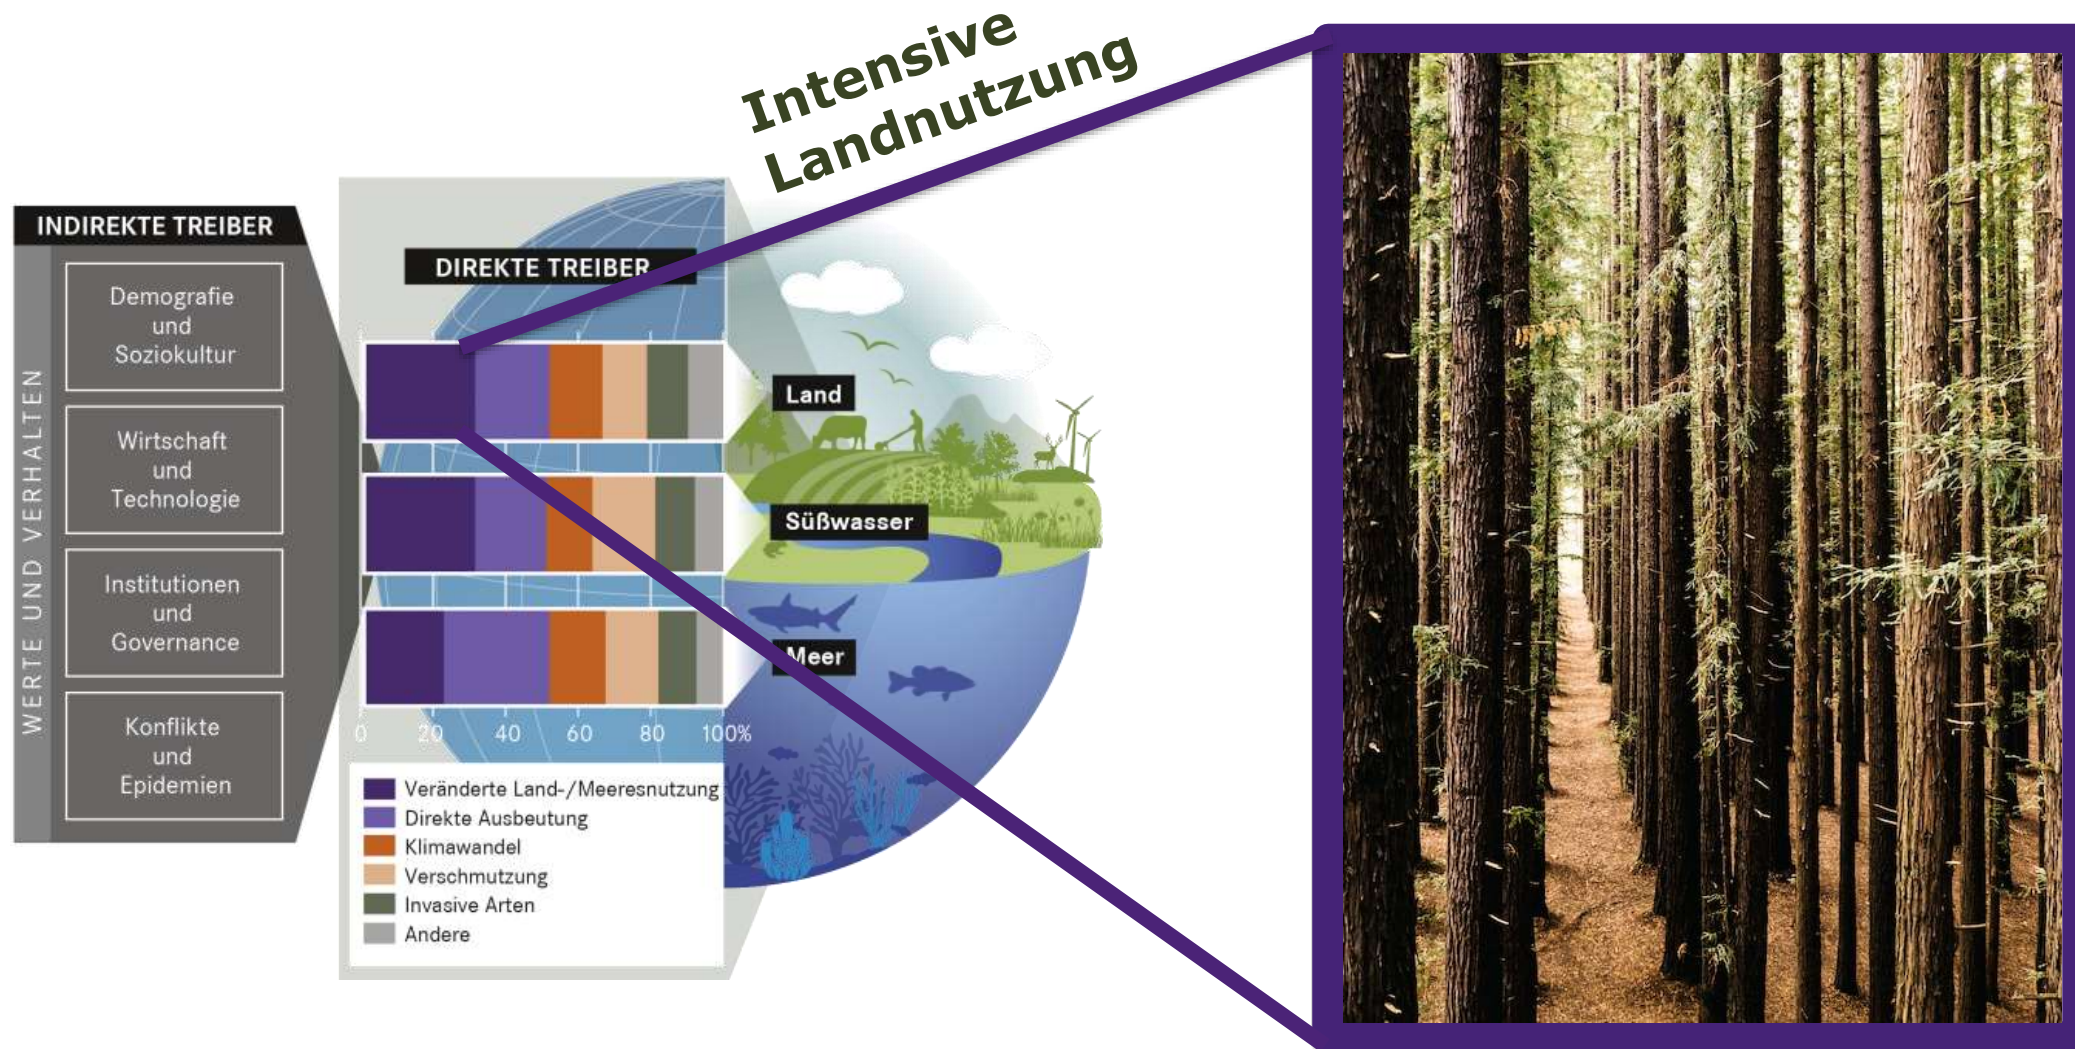 Intensive
Landnutzung
INDIREKTE TREIBER
WERTE UND VERHALTEN
Demografie
und
Soziokultur
Wirtschaft
und
Technologie
Institutionen
und
Governance
Konflikte
und
Epidemien
DIREKTE TREIBER
Land
Süßwasser
Meer
0 20 40 60 80 100%
Veränderte Land-/Meeresnutzung
Direkte Ausbeutung
Klimawandel
Verschmutzung
Invasive Arten
Andere